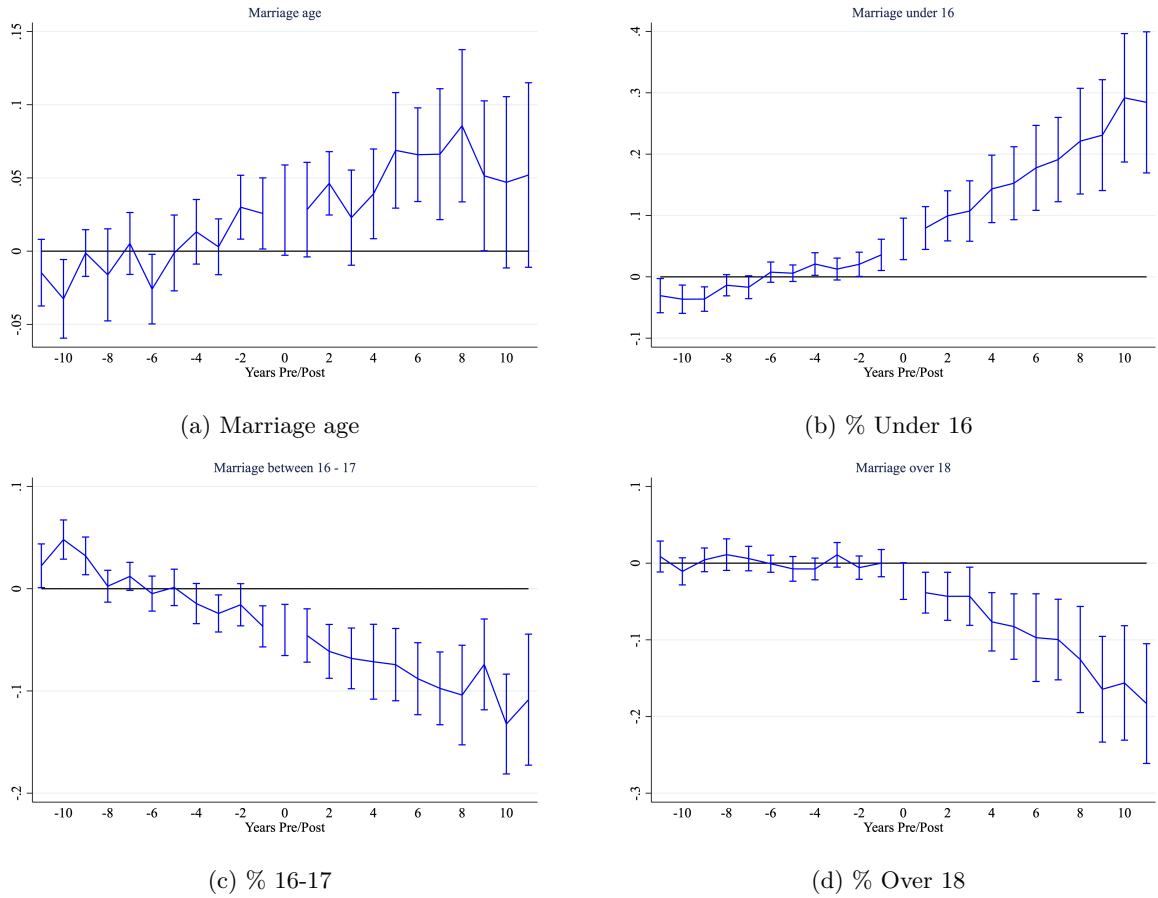 Marriage age
.15
.1
.05
0
-.05
-10 -8 -6 -4 -2 0 2 4 6 8 10
Years Pre/Post
(a) Marriage age
Marriage under 16
.4
.3
.2
.1
0
-.1
-10 -8 -6 -4 -2 0 2 4 6 8 10
Years Pre/Post
(b) % Under 16
Marriage between 16 - 17
.1
0
-.1
-.2
-10 -8 -6 -4 -2 0 2 4 6 8 10
Years Pre/Post
(c) % 16-17
Marriage over 18
.1
0
-.1
-.2
-.3
-10 -8 -6 -4 -2 0 2 4 6 8 10
Years Pre/Post
(d) % Over 18